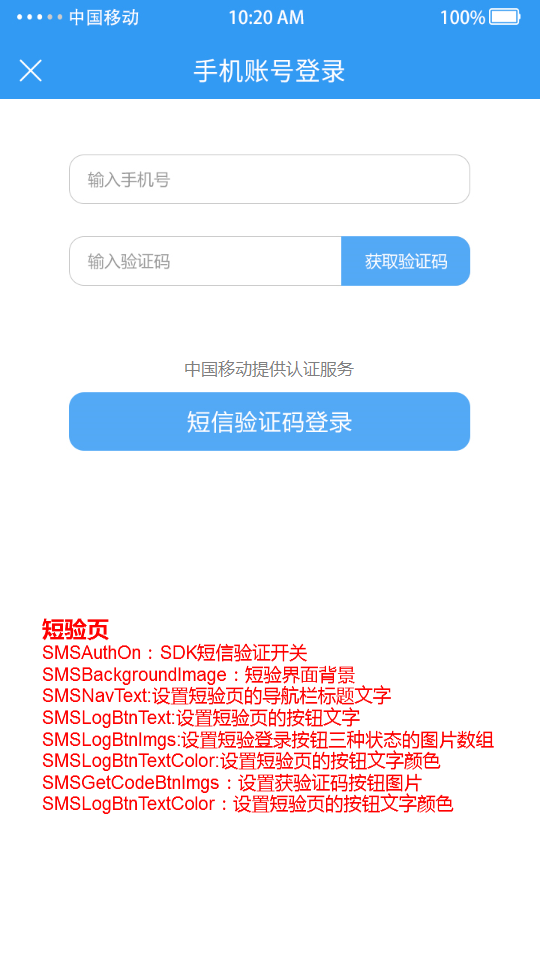 中国移动 10:20 AM 100%
手机账号登录
输入手机号
输入验证码 获取验证码
中国移动提供认证服务
短信验证码登录
短验页
SMSAuthOn：SDK短信验证开关
SMSBackgroundImage：短验界面背景
SMSNavText:设置短验页的导航栏标题文字
SMSLogBtnText:设置短验页的按钮文字
SMSLogBtnImgs:设置短验登录按钮三种状态的图片数组
SMSLogBtnTextColor:设置短验页的按钮文字颜色
SMSGetCodeBtnImgs：设置获验证码按钮图片
SMSLogBtnTextColor：设置短验页的按钮文字颜色